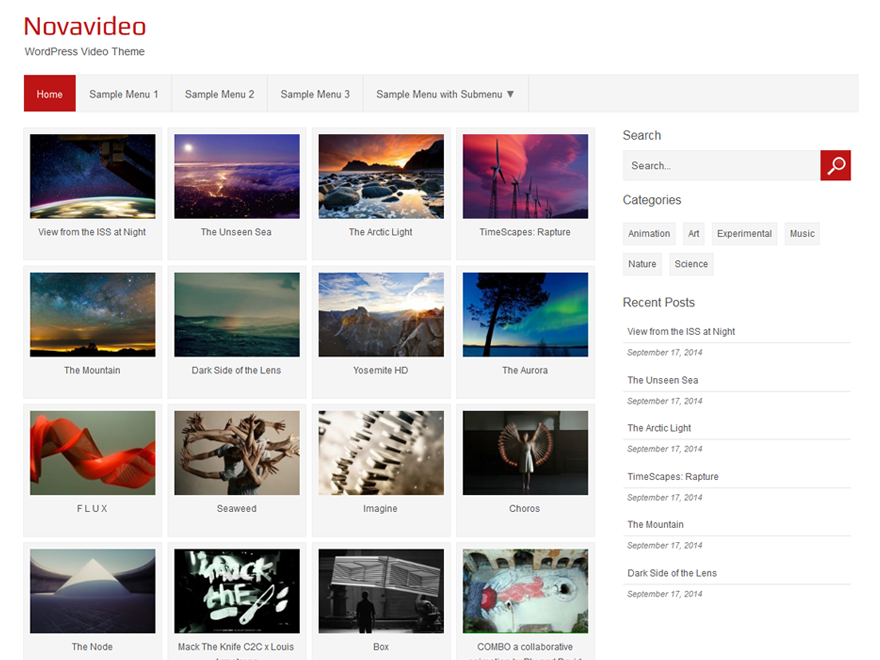 Novavideo
WordPress Video Theme
Home
Sample Menu 1
Sample Menu 2
Sample Menu 3
Sample Menu with Submenu ▼
View from the ISS at Night
The Unseen Sea
The Arctic Light
TimeScapes: Rapture
The Mountain
Dark Side of the Lens
Yosemite HD
The Aurora
F L U X
Seaweed
Imagine
Choros
mack
thE
The Node
Mack The Knife C2C x Louis
Box
COMBO a collaborative
Search
Search...
Categories
Animation
Art
Experimental
Music
Nature
Science
Recent Posts
View from the ISS at Night
September 17, 2014
The Unseen Sea
September 17, 2014
The Arctic Light
September 17, 2014
TimeScapes: Rapture
September 17, 2014
The Mountain
September 17, 2014
Dark Side of the Lens
September 17, 2014